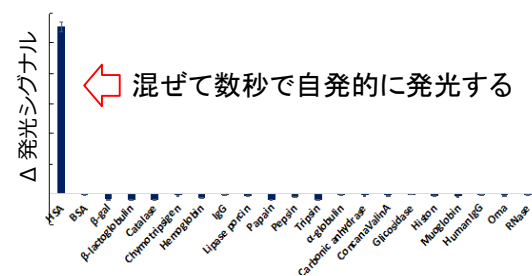 Δ 発光シグナル
混ぜて数秒で自発的に発光する
HSA
BSA
β-gal
β-lactoglobulin
Catalase
Chymotripsigen
Hemoglobin
IgG
Lipase porcin
Papain
Pepsin
Tripsin
α-globulin
Carbonic anhydrase
ConcanaValinA
Glicosidase
Histon
Muoglobin
HumanIgG
Orna
RNase